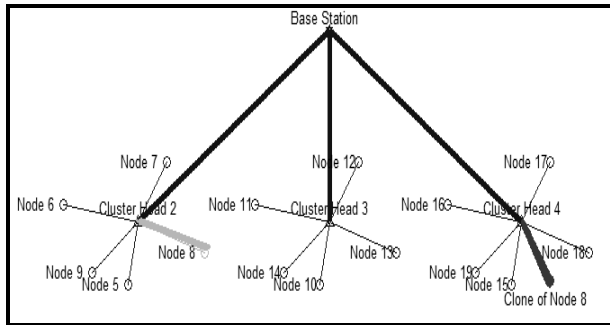 Base Station
Node 7
Node 12
Node 17
Node 6
Cluster Head 2
Node 11
Cluster Head 3
Node 16
Cluster Head 4
Node 8
Node 13
Node 18
Node 9
Node 5
Node 14
Node 10
Node 19
Node 15
Clone of Node 8